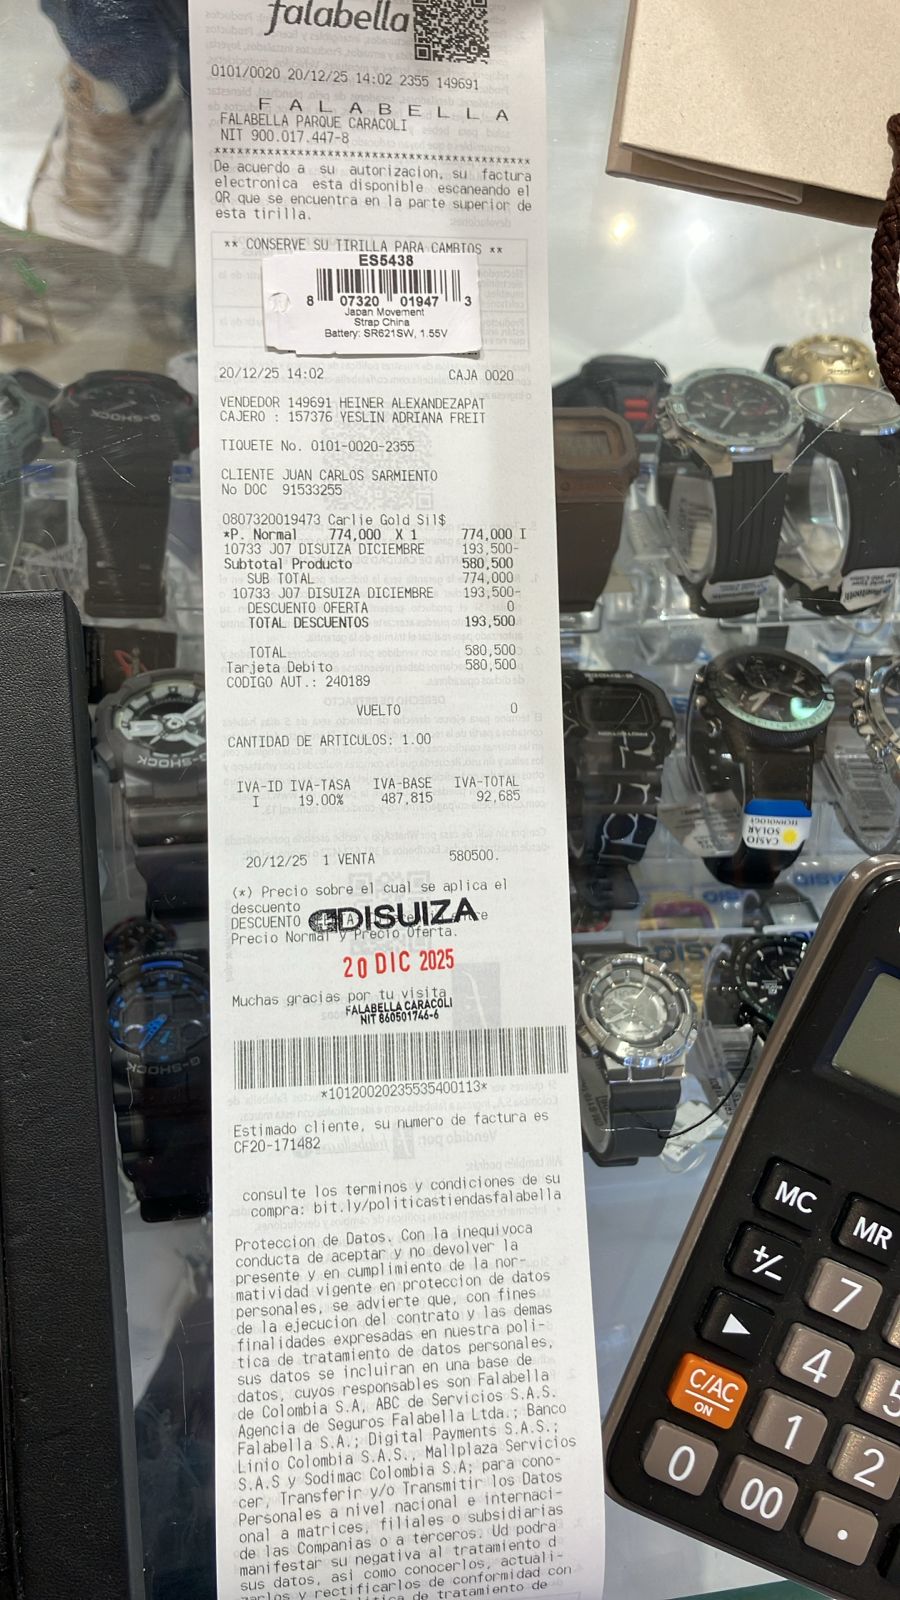 falabella
0101/0020 20/12/25 14:02 2355 149691
F A L A B E L L A
FALABELLA PARQUE CARACOLI
NIT 900.017.447-8
****************************************
De acuerdo a su autorizacion, su factura
electronica esta disponible escaneando el
QR que se encuentra en la parte superior de
esta tirilla.
** CONSERVE SU TIRILLA PARA CAMBIOS **
ES5438
8 07320 01947 3
Japan Movement
Strap China
Battery: SR621SW, 1.55V
20/12/25 14:02 CAJA 0020
VENDEDOR 149691 HEINER ALEXANDEZAPAT
CAJERO : 157376 YESLIN ADRIANA FREIT
TIQUETE No. 0101-0020-2355
CLIENTE JUAN CARLOS SARMIENTO
No DOC 91533255
0807320019473 Carlie Gold Sil$
*P. Normal 774,000 X 1 774,000 I
10733 J07 DISUIZA DICIEMBRE 193,500-
Subtotal Producto 580,500
SUB TOTAL 774,000
10733 J07 DISUIZA DICIEMBRE 193,500-
DESCUENTO OFERTA 0
TOTAL DESCUENTOS 193,500
TOTAL 580,500
Tarjeta Debito 580,500
CODIGO AUT.: 240189
VUELTO 0
CANTIDAD DE ARTICULOS: 1.00
IVA-ID IVA-TASA IVA-BASE IVA-TOTAL
I 19.00% 487,815 92,685
20/12/25 1 VENTA 580500.
(*) Precio sobre el cual se aplica el
descuento
DESCUENTO
DISUIZA
Precio Normal y Precio Oferta.
20 DIC 2025
Muchas gracias por tu visita
FALABELLA CARACOLI
NIT 860501746-6
*10120020235535400113*
Estimado cliente, su numero de factura es
CF20-171482
consulte los terminos y condiciones de su
compra: bit.ly/politicastiendasfalabella
Proteccion de Datos. Con la inequivoca
conducta de aceptar y no devolver la
presente y en cumplimiento de la nor-
matividad vigente en proteccion de datos
personales, se advierte que, con fines
de la ejecucion del contrato y las demas
finalidades expresadas en nuestra poli-
tica de tratamiento de datos personales,
sus datos se incluiran en una base de
datos, cuyos responsables son Falabella
de Colombia S.A, ABC de Servicios S.A.S.
Agencia de Seguros Falabella Ltda.; Banco
Falabella S.A.; Digital Payments S.A.S.;
Linio Colombia S.A.S., Mallplaza Servicios
S.A.S y Sodimac Colombia S.A; para cono-
cer, Transferir y/o Transmitir los Datos
Personales a nivel nacional e internaci-
onal a matrices, filiales o subsidiarias
de las Companias o a terceros. Ud podra
manifestar su negativa al tratamiento d
sus datos, asi como conocerlos, actuali-
zarlos y rectificarlos de conformidad con
tratamiento de
G-SHOCK
G-SHOCK
G-SHOCK
CASIO
SOLAR
TECHNOLOGY
MC
MR
+/-
7
4
5
C/AC
ON
1
2
0
00
.